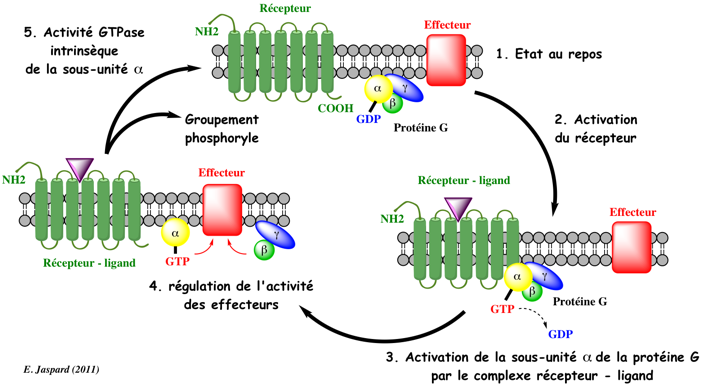 Récepteur
Effecteur
NH2
5. Activité GTPase
intrinsèque
de la sous-unité α
1. Etat au repos
COOH
α
γ
β
GDP
Protéine G
Groupement
phosphoryle
2. Activation
du récepteur
NH2
Effecteur
Récepteur - ligand
α
GTP
γ
β
4. régulation de l'activité
des effecteurs
Récepteur - ligand
NH2
Effecteur
α
γ
β
GTP
Protéine G
GDP
3. Activation de la sous-unité α de la protéine G
par le complexe récepteur - ligand
E. Jaspard (2011)